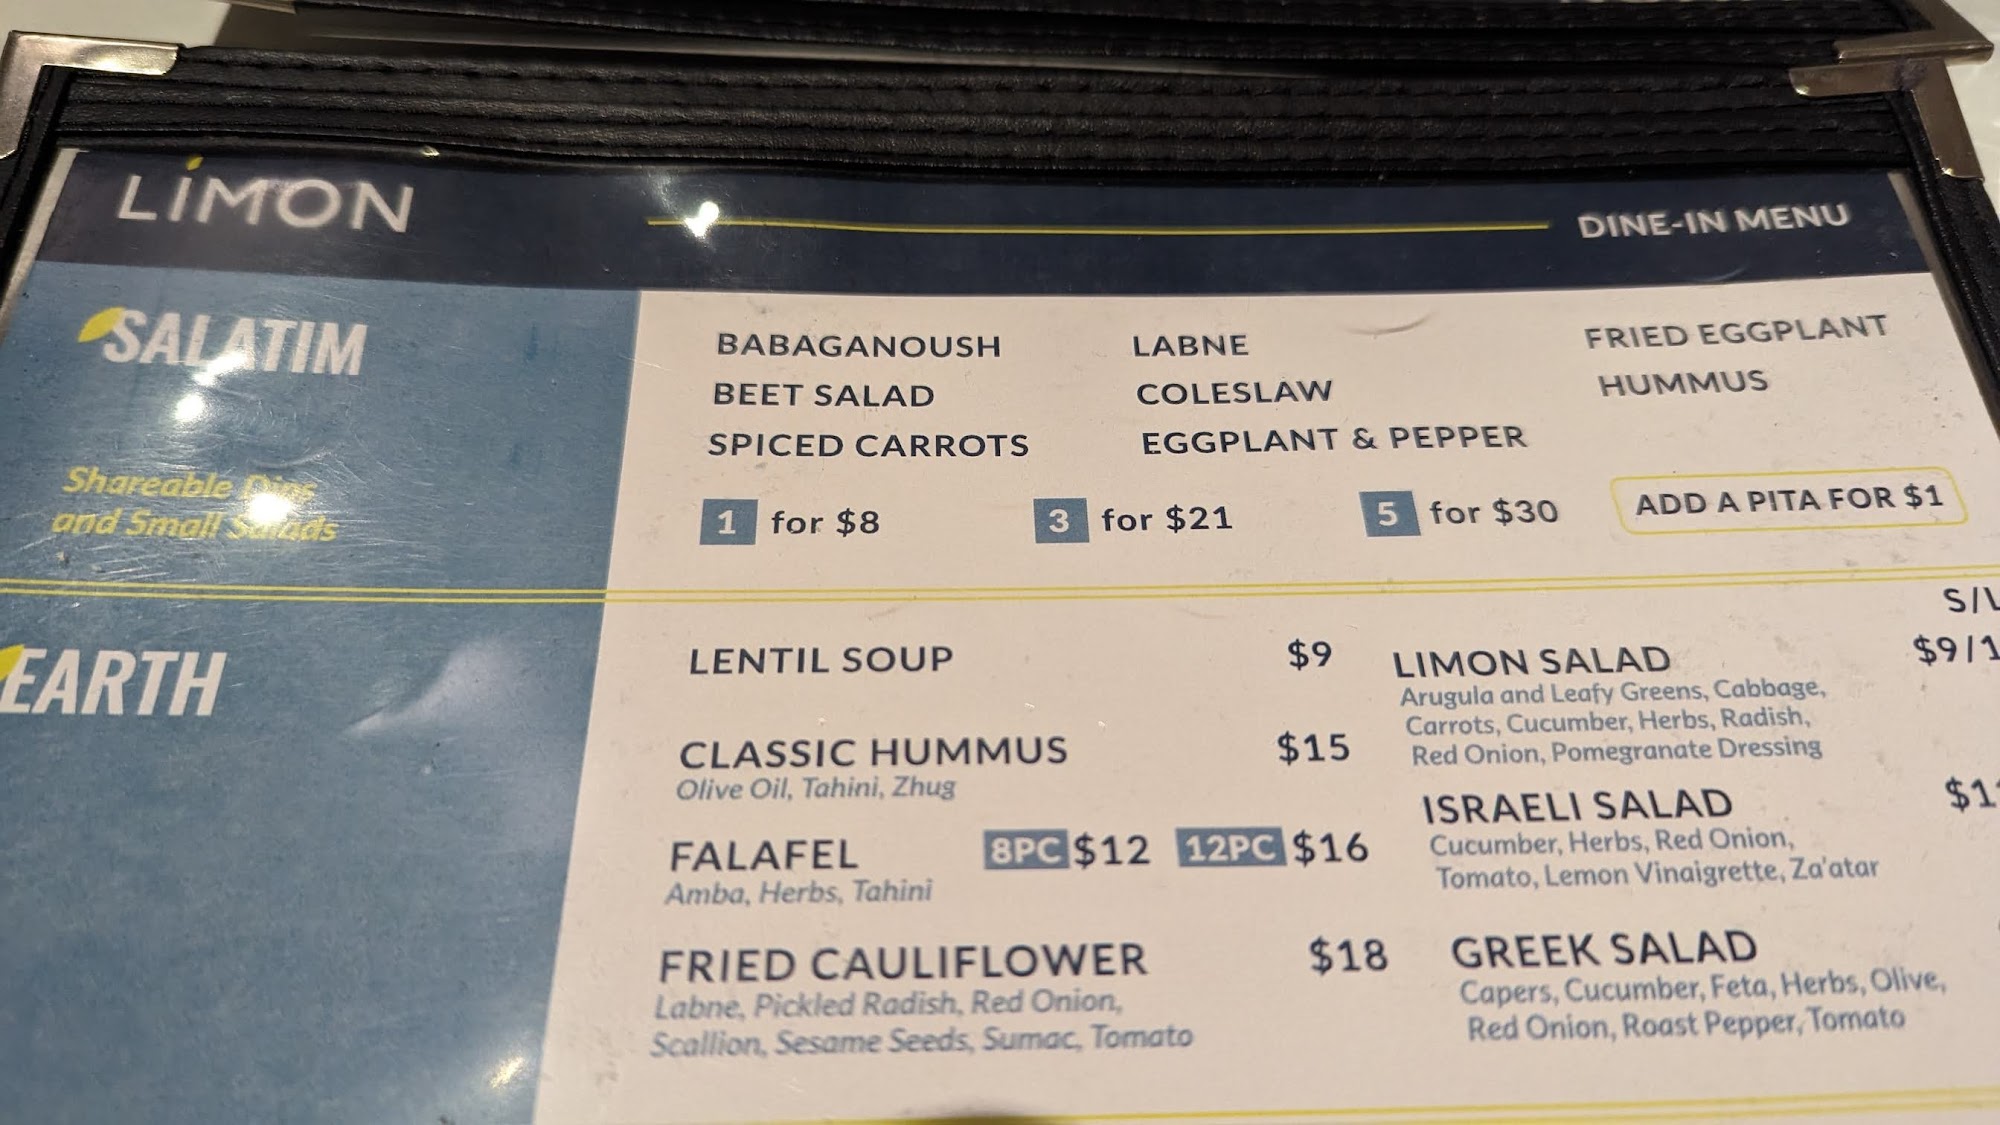 LIMON
DINE-IN MENU
SALATIM
Shareable Dips
and Small Salads
BABAGANOUSH
BEET SALAD
SPICED CARROTS
LABNE
COLESLAW
EGGPLANT & PEPPER
FRIED EGGPLANT
HUMMUS
1 for $8
3 for $21
5 for $30
ADD A PITA FOR $1
EARTH
LENTIL SOUP $9
CLASSIC HUMMUS $15
Olive Oil, Tahini, Zhug
FALAFEL 8PC $12 12PC $16
Amba, Herbs, Tahini
FRIED CAULIFLOWER $18
Labne, Pickled Radish, Red Onion,
Scallion, Sesame Seeds, Sumac, Tomato
LIMON SALAD
Arugula and Leafy Greens, Cabbage,
Carrots, Cucumber, Herbs, Radish,
Red Onion, Pomegranate Dressing
ISRAELI SALAD
Cucumber, Herbs, Red Onion,
Tomato, Lemon Vinaigrette, Za'atar
GREEK SALAD
Capers, Cucumber, Feta, Herbs, Olive,
Red Onion, Roast Pepper, Tomato